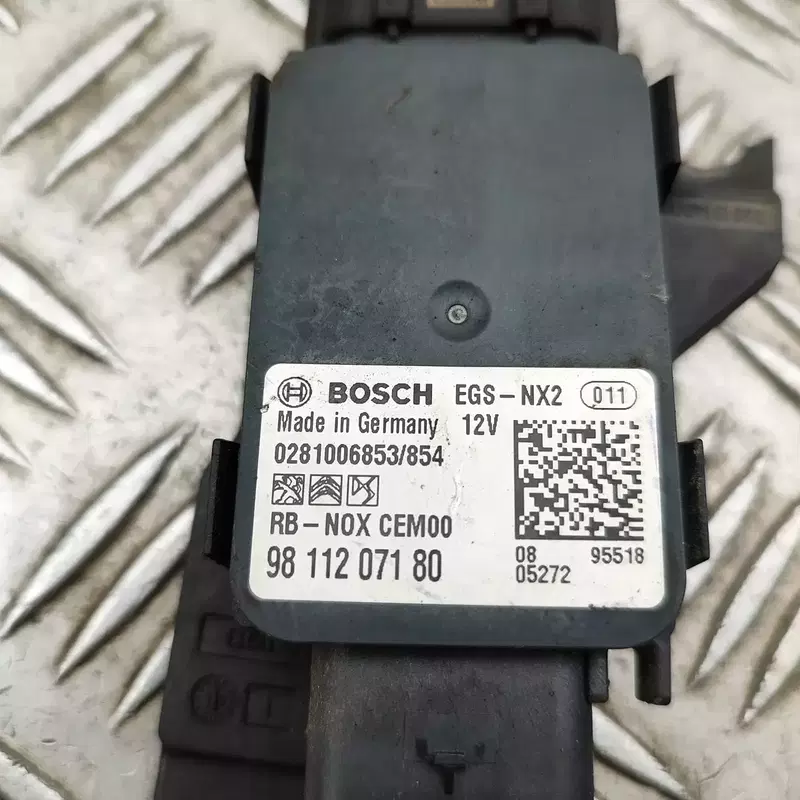 BOSCH EGS-NX2 011
Made in Germany 12V
0281006853/854
RB-NOX CEM00
98 112 071 80
08 95518
05272